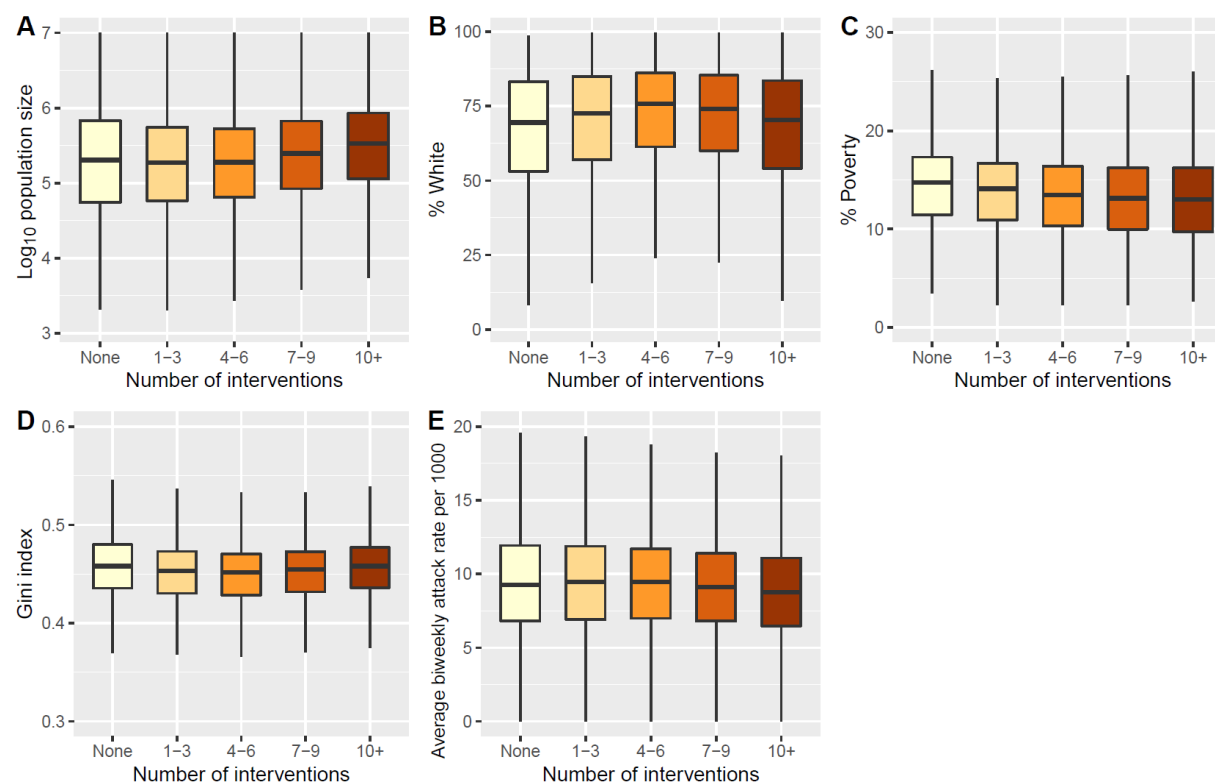 A
Log10 population size
7
6
5
4
3
None 1−3 4−6 7−9 10+
Number of interventions
B
% White
100
75
50
25
0
None 1−3 4−6 7−9 10+
Number of interventions
C
% Poverty
30
20
10
0
None 1−3 4−6 7−9 10+
Number of interventions
D
Gini index
0.6
0.5
0.4
0.3
None 1−3 4−6 7−9 10+
Number of interventions
E
Average biweekly attack rate per 1000
20
15
10
5
0
None 1−3 4−6 7−9 10+
Number of interventions